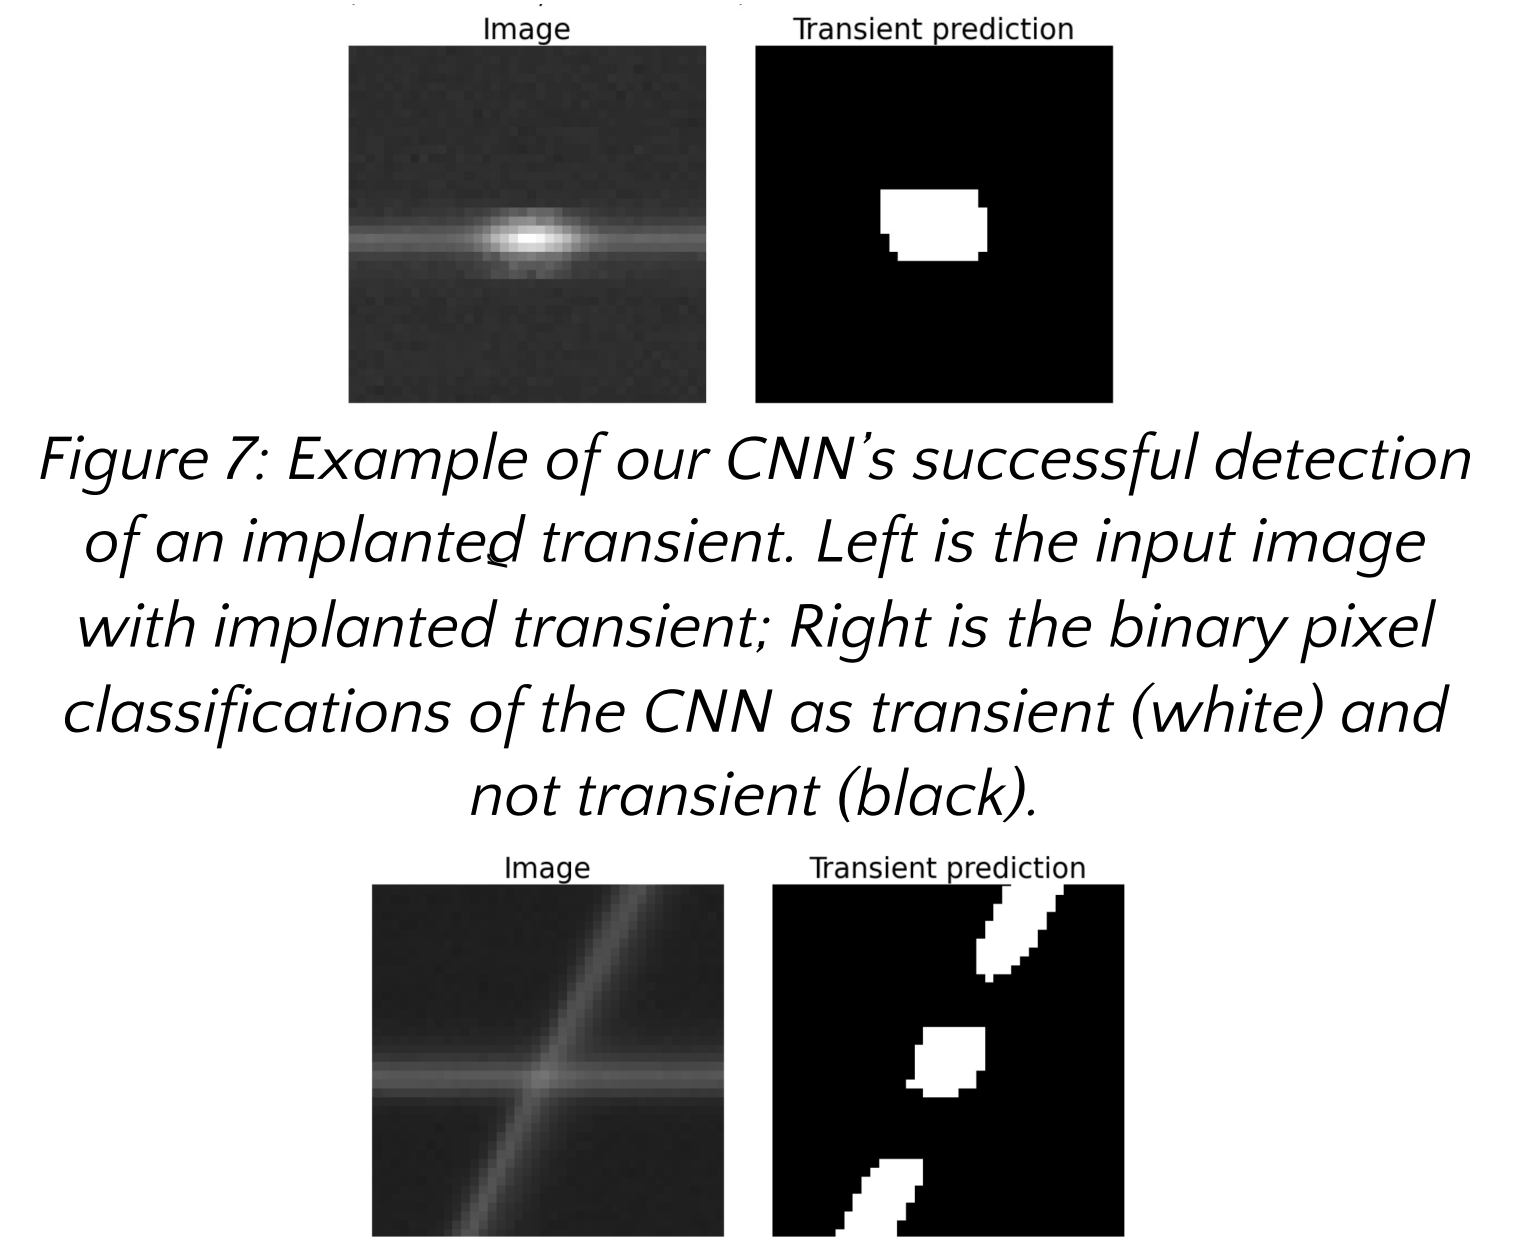 Image Transient prediction
Figure 7: Example of our CNN’s successful detection
of an implanted transient. Left is the input image
with implanted transient; Right is the binary pixel
classifications of the CNN as transient (white) and
not transient (black).
Image Transient prediction